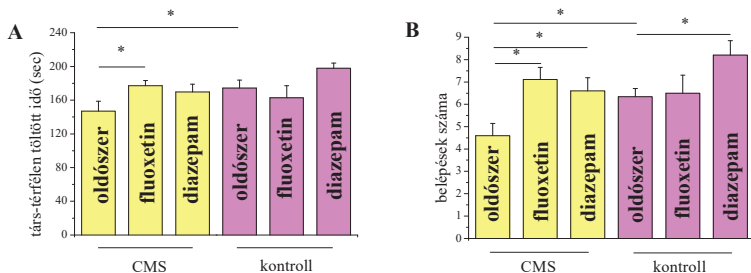 A
társ-térfélen töltött idő (sec)
240
200
160
120
80
40
0
*
*
oldószer
fluoxetin
diazepam
oldószer
fluoxetin
diazepam
CMS
kontroll
B
belépések száma
9
8
7
6
5
4
3
2
1
0
*
*
*
*
oldószer
fluoxetin
diazepam
oldószer
fluoxetin
diazepam
CMS
kontroll